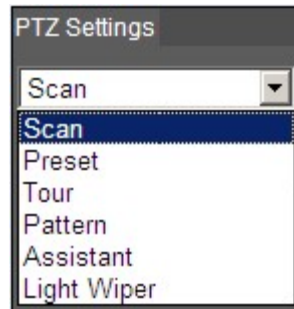 PTZ Settings
Scan
Scan
Preset
Tour
Pattern
Assistant
Light Wiper